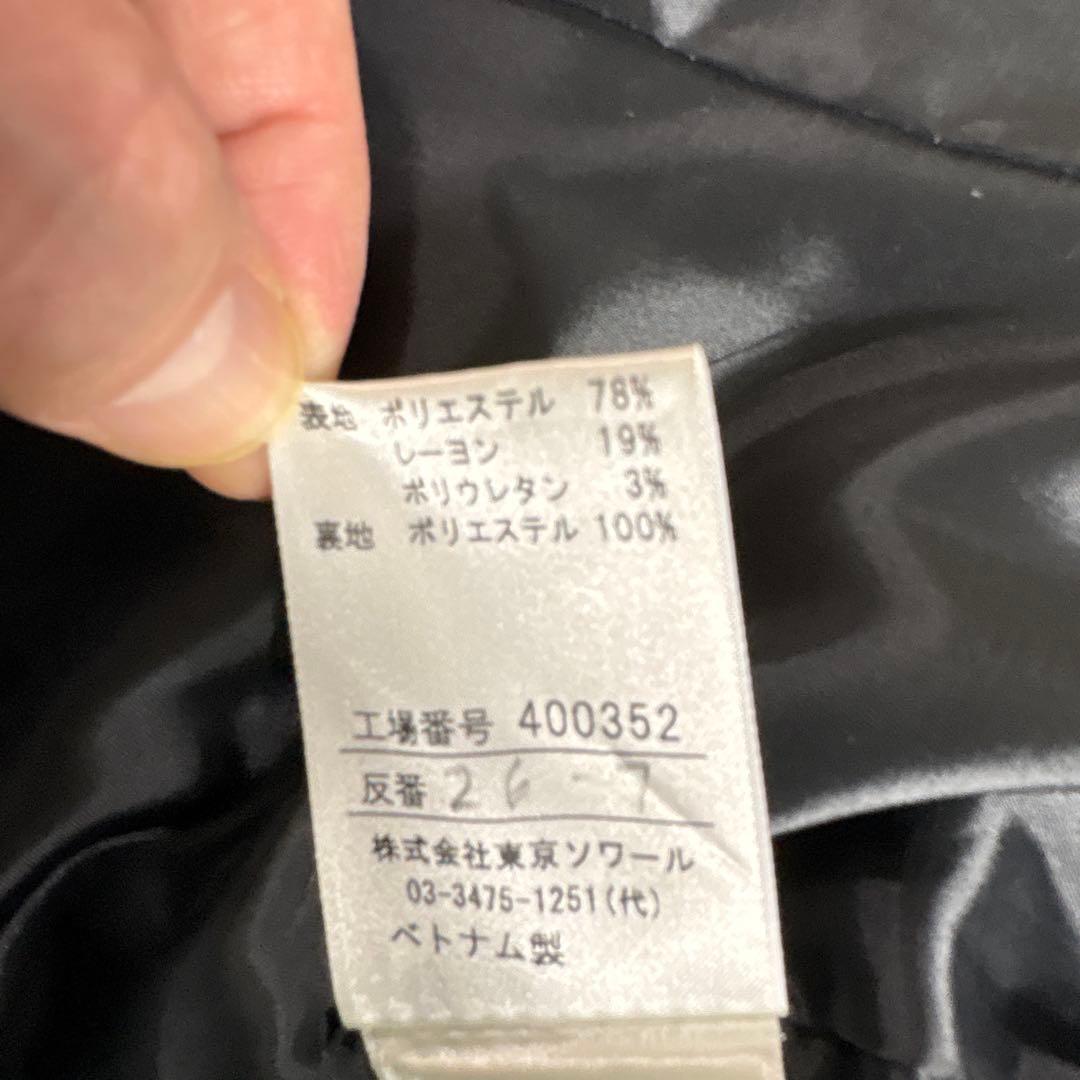 表地 ポリエステル 78%
レーヨン 19%
ポリウレタン 3%
裏地 ポリエステル 100%
工場番号 400352
反番 26-7
株式会社東京ソワール
03-3475-1251(代)
ベトナム製